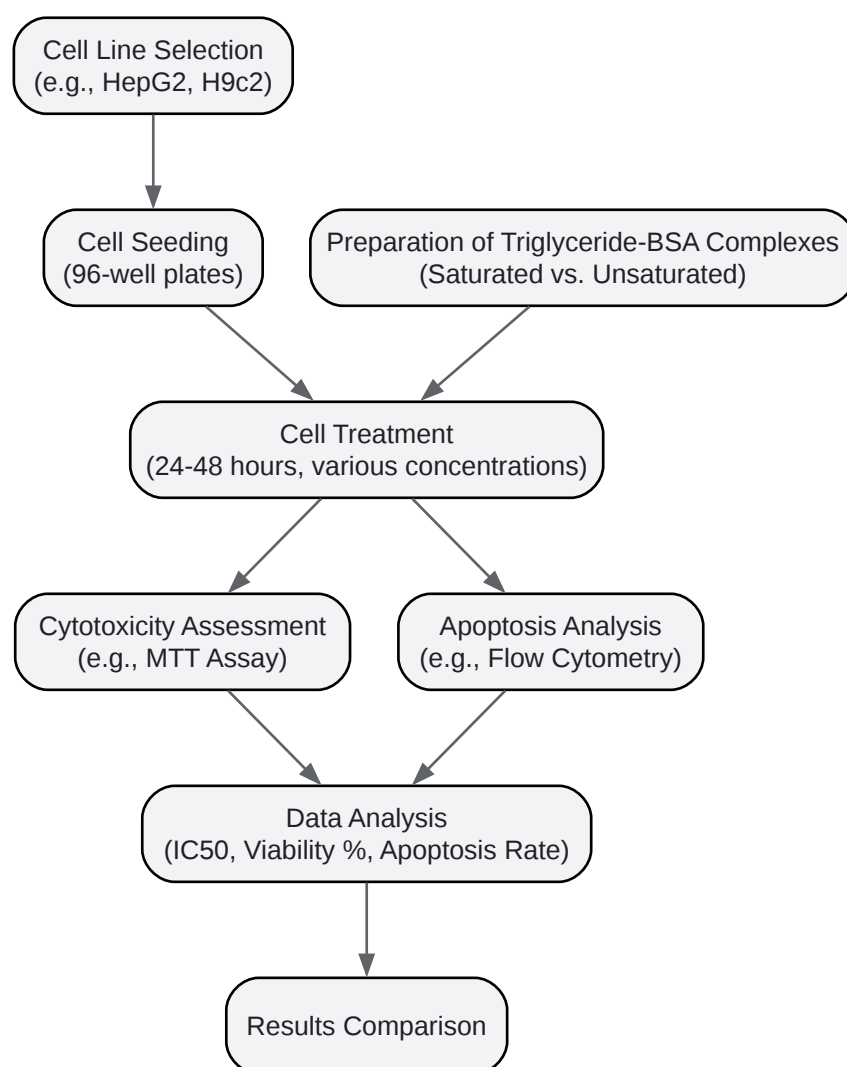 Cell Line Selection
(e.g., HepG2, H9c2)
Cell Seeding
(96-well plates)
Preparation of Triglyceride-BSA Complexes
(Saturated vs. Unsaturated)
Cell Treatment
(24-48 hours, various concentrations)
Cytotoxicity Assessment
(e.g., MTT Assay)
Apoptosis Analysis
(e.g., Flow Cytometry)
Data Analysis
(IC50, Viability %, Apoptosis Rate)
Results Comparison